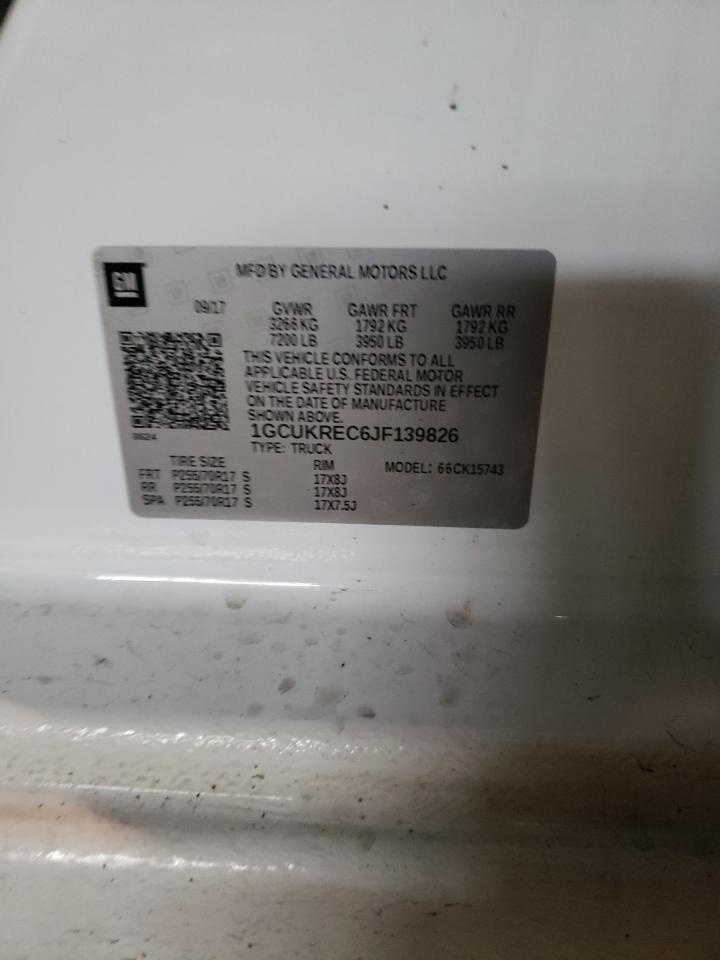 GM
MFD BY GENERAL MOTORS LLC
09/17 GVWR GAWR FRT GAWR RR
3266 KG 1792 KG 1792 KG
7200 LB 3950 LB 3950 LB
THIS VEHICLE CONFORMS TO ALL
APPLICABLE U.S. FEDERAL MOTOR
VEHICLE SAFETY STANDARDS IN EFFECT
ON THE DATE OF MANUFACTURE
SHOWN ABOVE.
1GCUKREC6JF139826
TYPE: TRUCK
TIRE SIZE RIM MODEL: 66CK15743
FRT P255/70R17 S 17X8J
RR P255/70R17 S 17X8J
SPA P255/70R17 S 17X7.5J